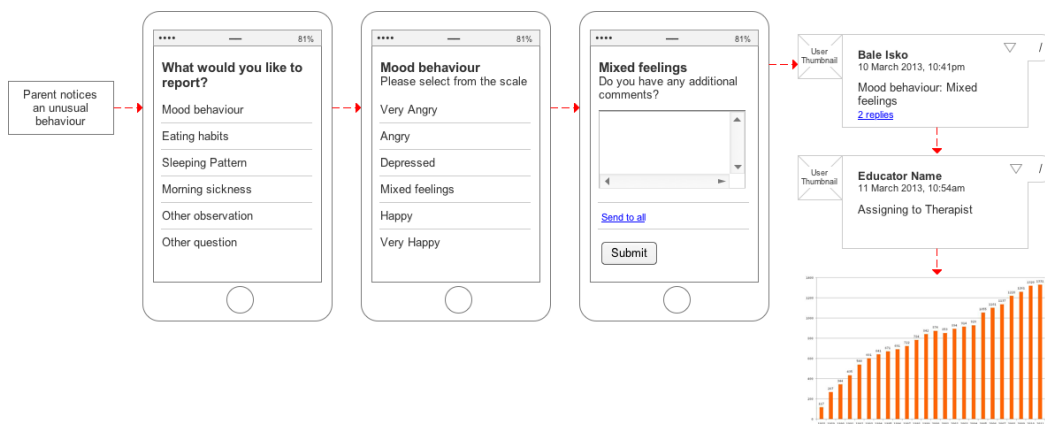 Parent notices
an unusual
behaviour
81%
What would you like to
report?
Mood behaviour
Eating habits
Sleeping Pattern
Morning sickness
Other observation
Other question
81%
Mood behaviour
Please select from the scale
Very Angry
Angry
Depressed
Mixed feelings
Happy
Very Happy
81%
Mixed feelings
Do you have any additional
comments?
Send to all
Submit
User
Thumbnail
Bale Isko
10 March 2013, 10:41pm
Mood behaviour: Mixed
feelings
2 replies
User
Thumbnail
Educator Name
11 March 2013, 10:54am
Assigning to Therapist